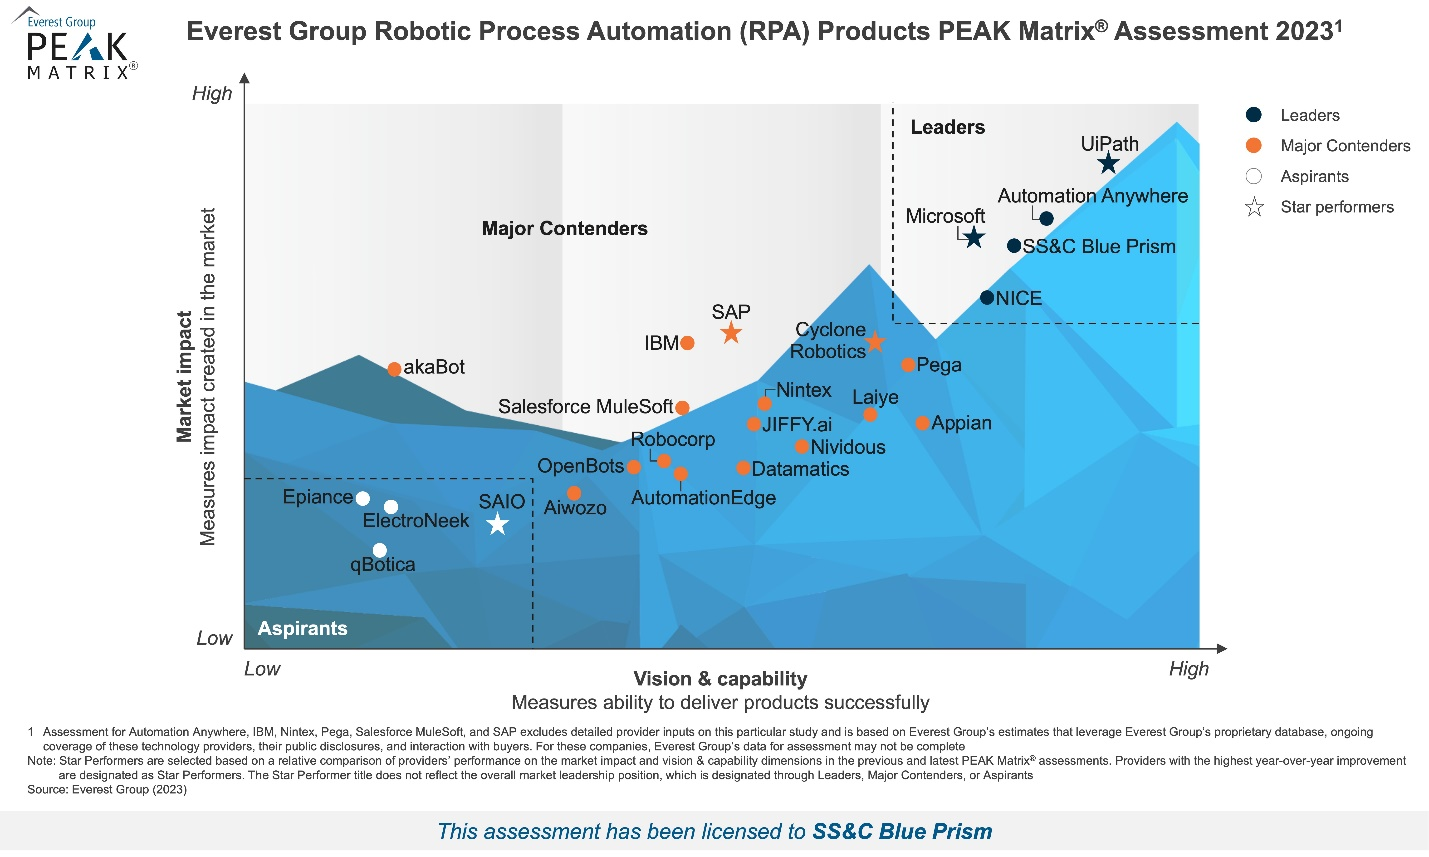 Everest Group
PEAK
MATRIX®
Everest Group Robotic Process Automation (RPA) Products PEAK Matrix® Assessment 2023¹
High
Leaders
Major Contenders
Aspirants
Star performers
Leaders
UiPath
Automation Anywhere
Microsoft
SS&C Blue Prism
NICE
Major Contenders
SAP
IBM
Cyclone
Robotics
Pega
akaBot
Nintex
Laiye
Salesforce MuleSoft
JIFFY.ai
Appian
Robocorp
Nividous
OpenBots
Datamatics
AutomationEdge
Aiwozo
Epiance
SAIO
ElectroNeek
qBotica
Aspirants
Market impact
Measures impact created in the market
Low
Low
High
Vision & capability
Measures ability to deliver products successfully
1 Assessment for Automation Anywhere, IBM, Nintex, Pega, Salesforce MuleSoft, and SAP excludes detailed provider inputs on this particular study and is based on Everest Group's estimates that leverage Everest Group's proprietary database, ongoing
coverage of these technology providers, their public disclosures, and interaction with buyers. For these companies, Everest Group's data for assessment may not be complete
Note: Star Performers are selected based on a relative comparison of providers' performance on the market impact and vision & capability dimensions in the previous and latest PEAK Matrix® assessments. Providers with the highest year-over-year improvement
are designated as Star Performers. The Star Performer title does not reflect the overall market leadership position, which is designated through Leaders, Major Contenders, or Aspirants
Source: Everest Group (2023)
This assessment has been licensed to SS&C Blue Prism